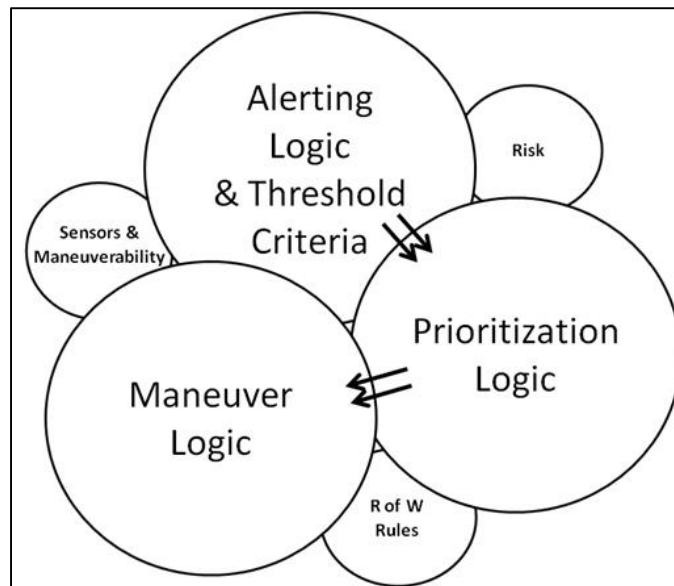 Alerting
Logic
& Threshold
Criteria
Risk
Sensors &
Maneuverability
Prioritization
Logic
Maneuver
Logic
R of W
Rules